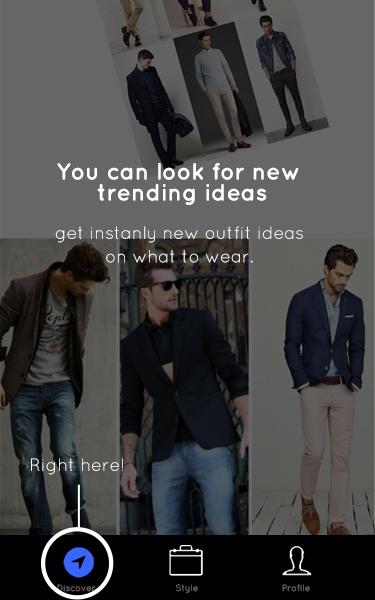 You can look for new
trending ideas
get instanly new outfit ideas
on what to wear.
Right here!
Discover
Style
Profile